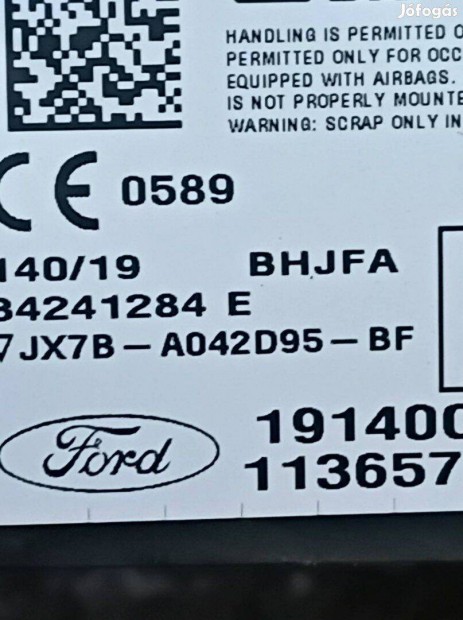 Jófogás
HANDLING IS PERMITTED O
PERMITTED ONLY FOR OCC
EQUIPPED WITH AIRBAGS.
IS NOT PROPERLY MOUNTE
WARNING: SCRAP ONLY IN
CE 0589
140/19 BHJFA
34241284 E
7JX7B-A042D95-BF
191400
Ford
113657